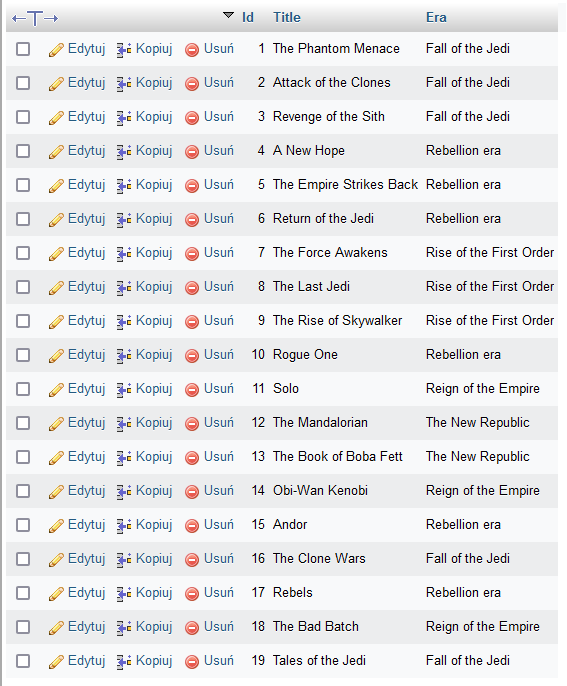 Id Title Era
Edytuj Kopiuj Usuń 1 The Phantom Menace Fall of the Jedi
Edytuj Kopiuj Usuń 2 Attack of the Clones Fall of the Jedi
Edytuj Kopiuj Usuń 3 Revenge of the Sith Fall of the Jedi
Edytuj Kopiuj Usuń 4 A New Hope Rebellion era
Edytuj Kopiuj Usuń 5 The Empire Strikes Back Rebellion era
Edytuj Kopiuj Usuń 6 Return of the Jedi Rebellion era
Edytuj Kopiuj Usuń 7 The Force Awakens Rise of the First Order
Edytuj Kopiuj Usuń 8 The Last Jedi Rise of the First Order
Edytuj Kopiuj Usuń 9 The Rise of Skywalker Rise of the First Order
Edytuj Kopiuj Usuń 10 Rogue One Rebellion era
Edytuj Kopiuj Usuń 11 Solo Reign of the Empire
Edytuj Kopiuj Usuń 12 The Mandalorian The New Republic
Edytuj Kopiuj Usuń 13 The Book of Boba Fett The New Republic
Edytuj Kopiuj Usuń 14 Obi-Wan Kenobi Reign of the Empire
Edytuj Kopiuj Usuń 15 Andor Rebellion era
Edytuj Kopiuj Usuń 16 The Clone Wars Fall of the Jedi
Edytuj Kopiuj Usuń 17 Rebels Rebellion era
Edytuj Kopiuj Usuń 18 The Bad Batch Reign of the Empire
Edytuj Kopiuj Usuń 19 Tales of the Jedi Fall of the Jedi